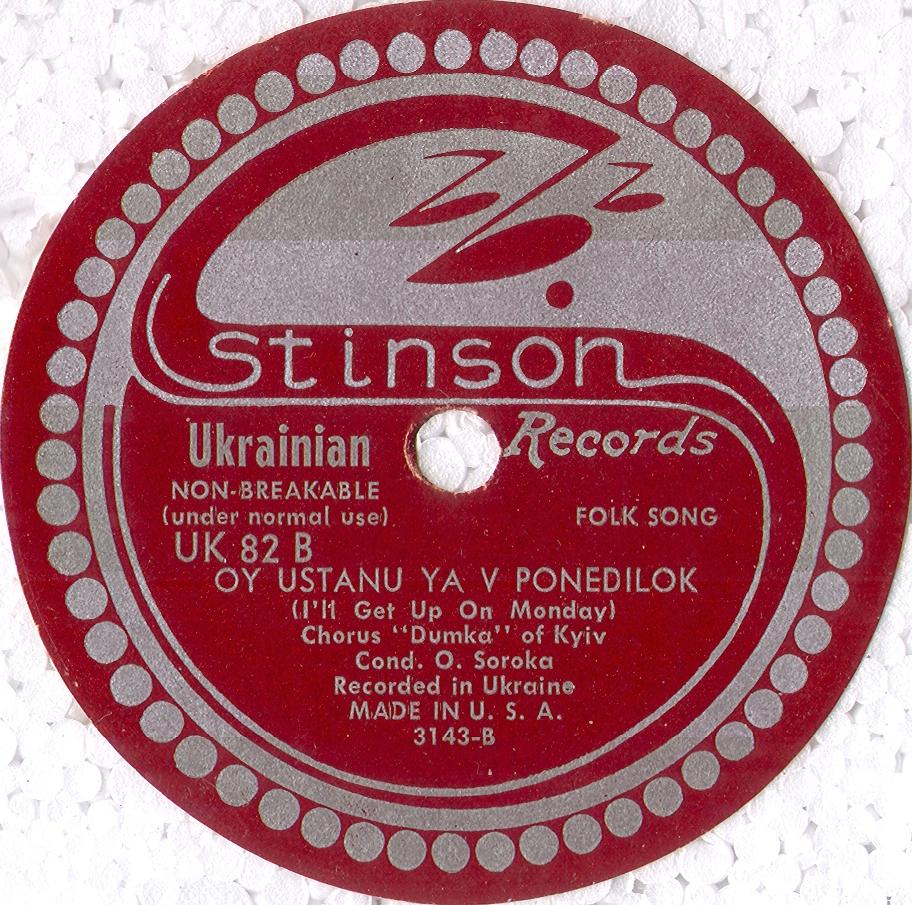 Stinson
Records
Ukrainian
NON-BREAKABLE
(under normal use)
FOLK SONG
UK 82 B
OY USTANU YA V PONEDILOK
(I'll Get Up On Monday)
Chorus "Dumka" of Kyiv
Cond. O. Soroka
Recorded in Ukraine
MADE IN U. S. A.
3143-B